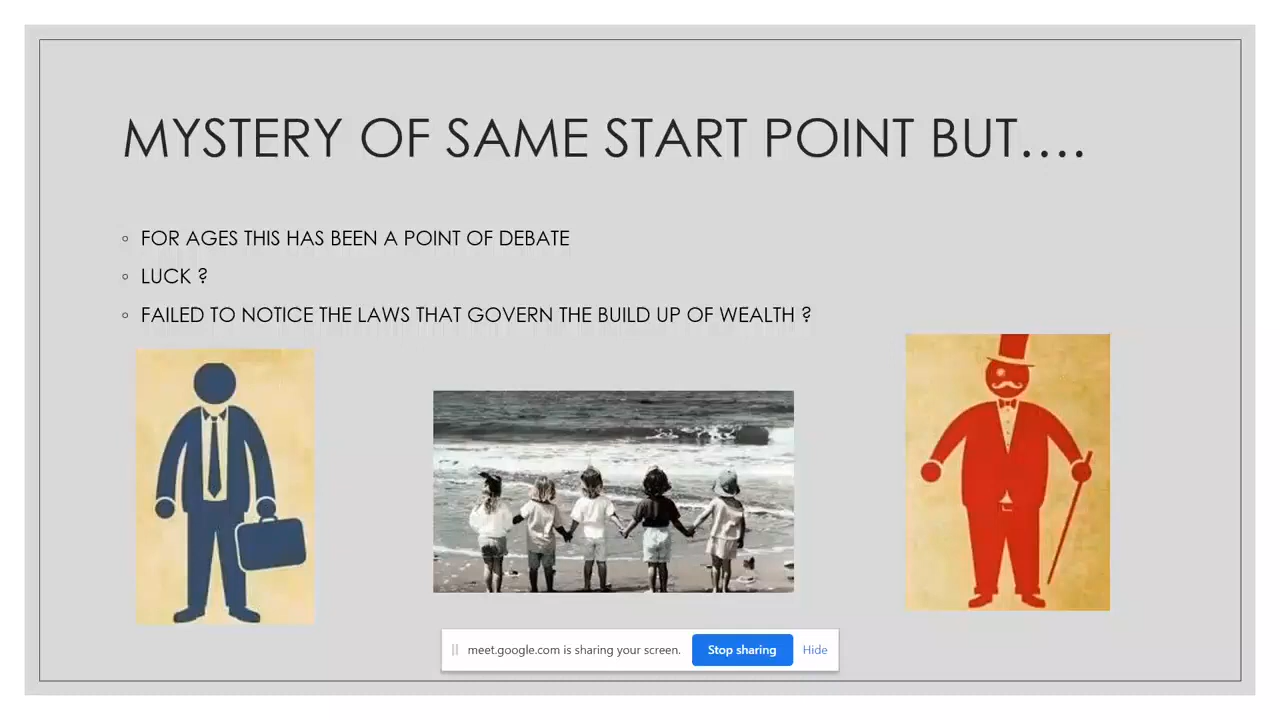 MYSTERY OF SAME START POINT BUT....
FOR AGES THIS HAS BEEN A POINT OF DEBATE
LUCK ?
FAILED TO NOTICE THE LAWS THAT GOVERN THE BUILD UP OF WEALTH ?
meet.google.com is sharing your screen. Stop sharing Hide